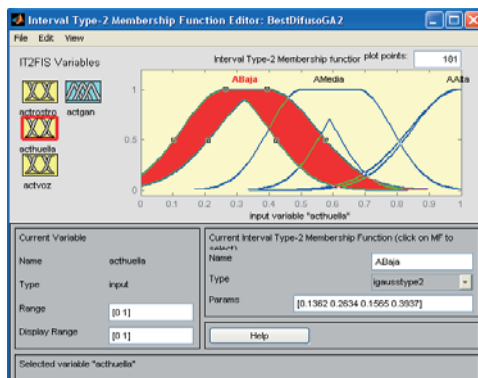 Interval Type-2 Membership Function Editor: BestDifusoGA2
File Edit View
IT2FIS Variables
Interval Type-2 Membership function plot points: 181
actrostro actgan
acthuella
actvoz
ABaja AMedia AAlta
1
0.5
0
0 0.1 0.2 0.3 0.4 0.5 0.6 0.7 0.8 0.9 1
input variable "acthuella"
Current Variable
Name acthuella
Type input
Range [0 1]
Display Range [0 1]
Current Interval Type-2 Membership Function (click on MF to select)
Name ABaja
Type igausstype2
Params [0.1362 0.2634 0.1565 0.3937]
Help
Selected variable "acthuella"